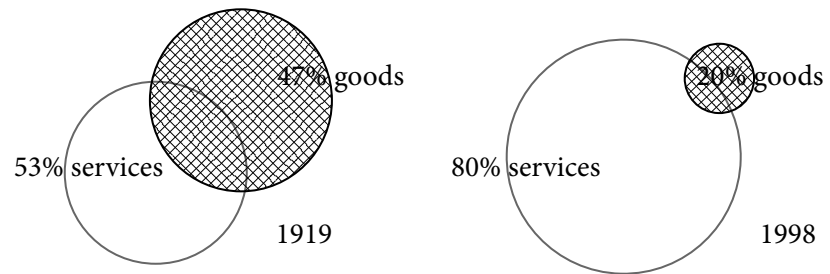 47% goods
53% services
1919
20% goods
80% services
1998